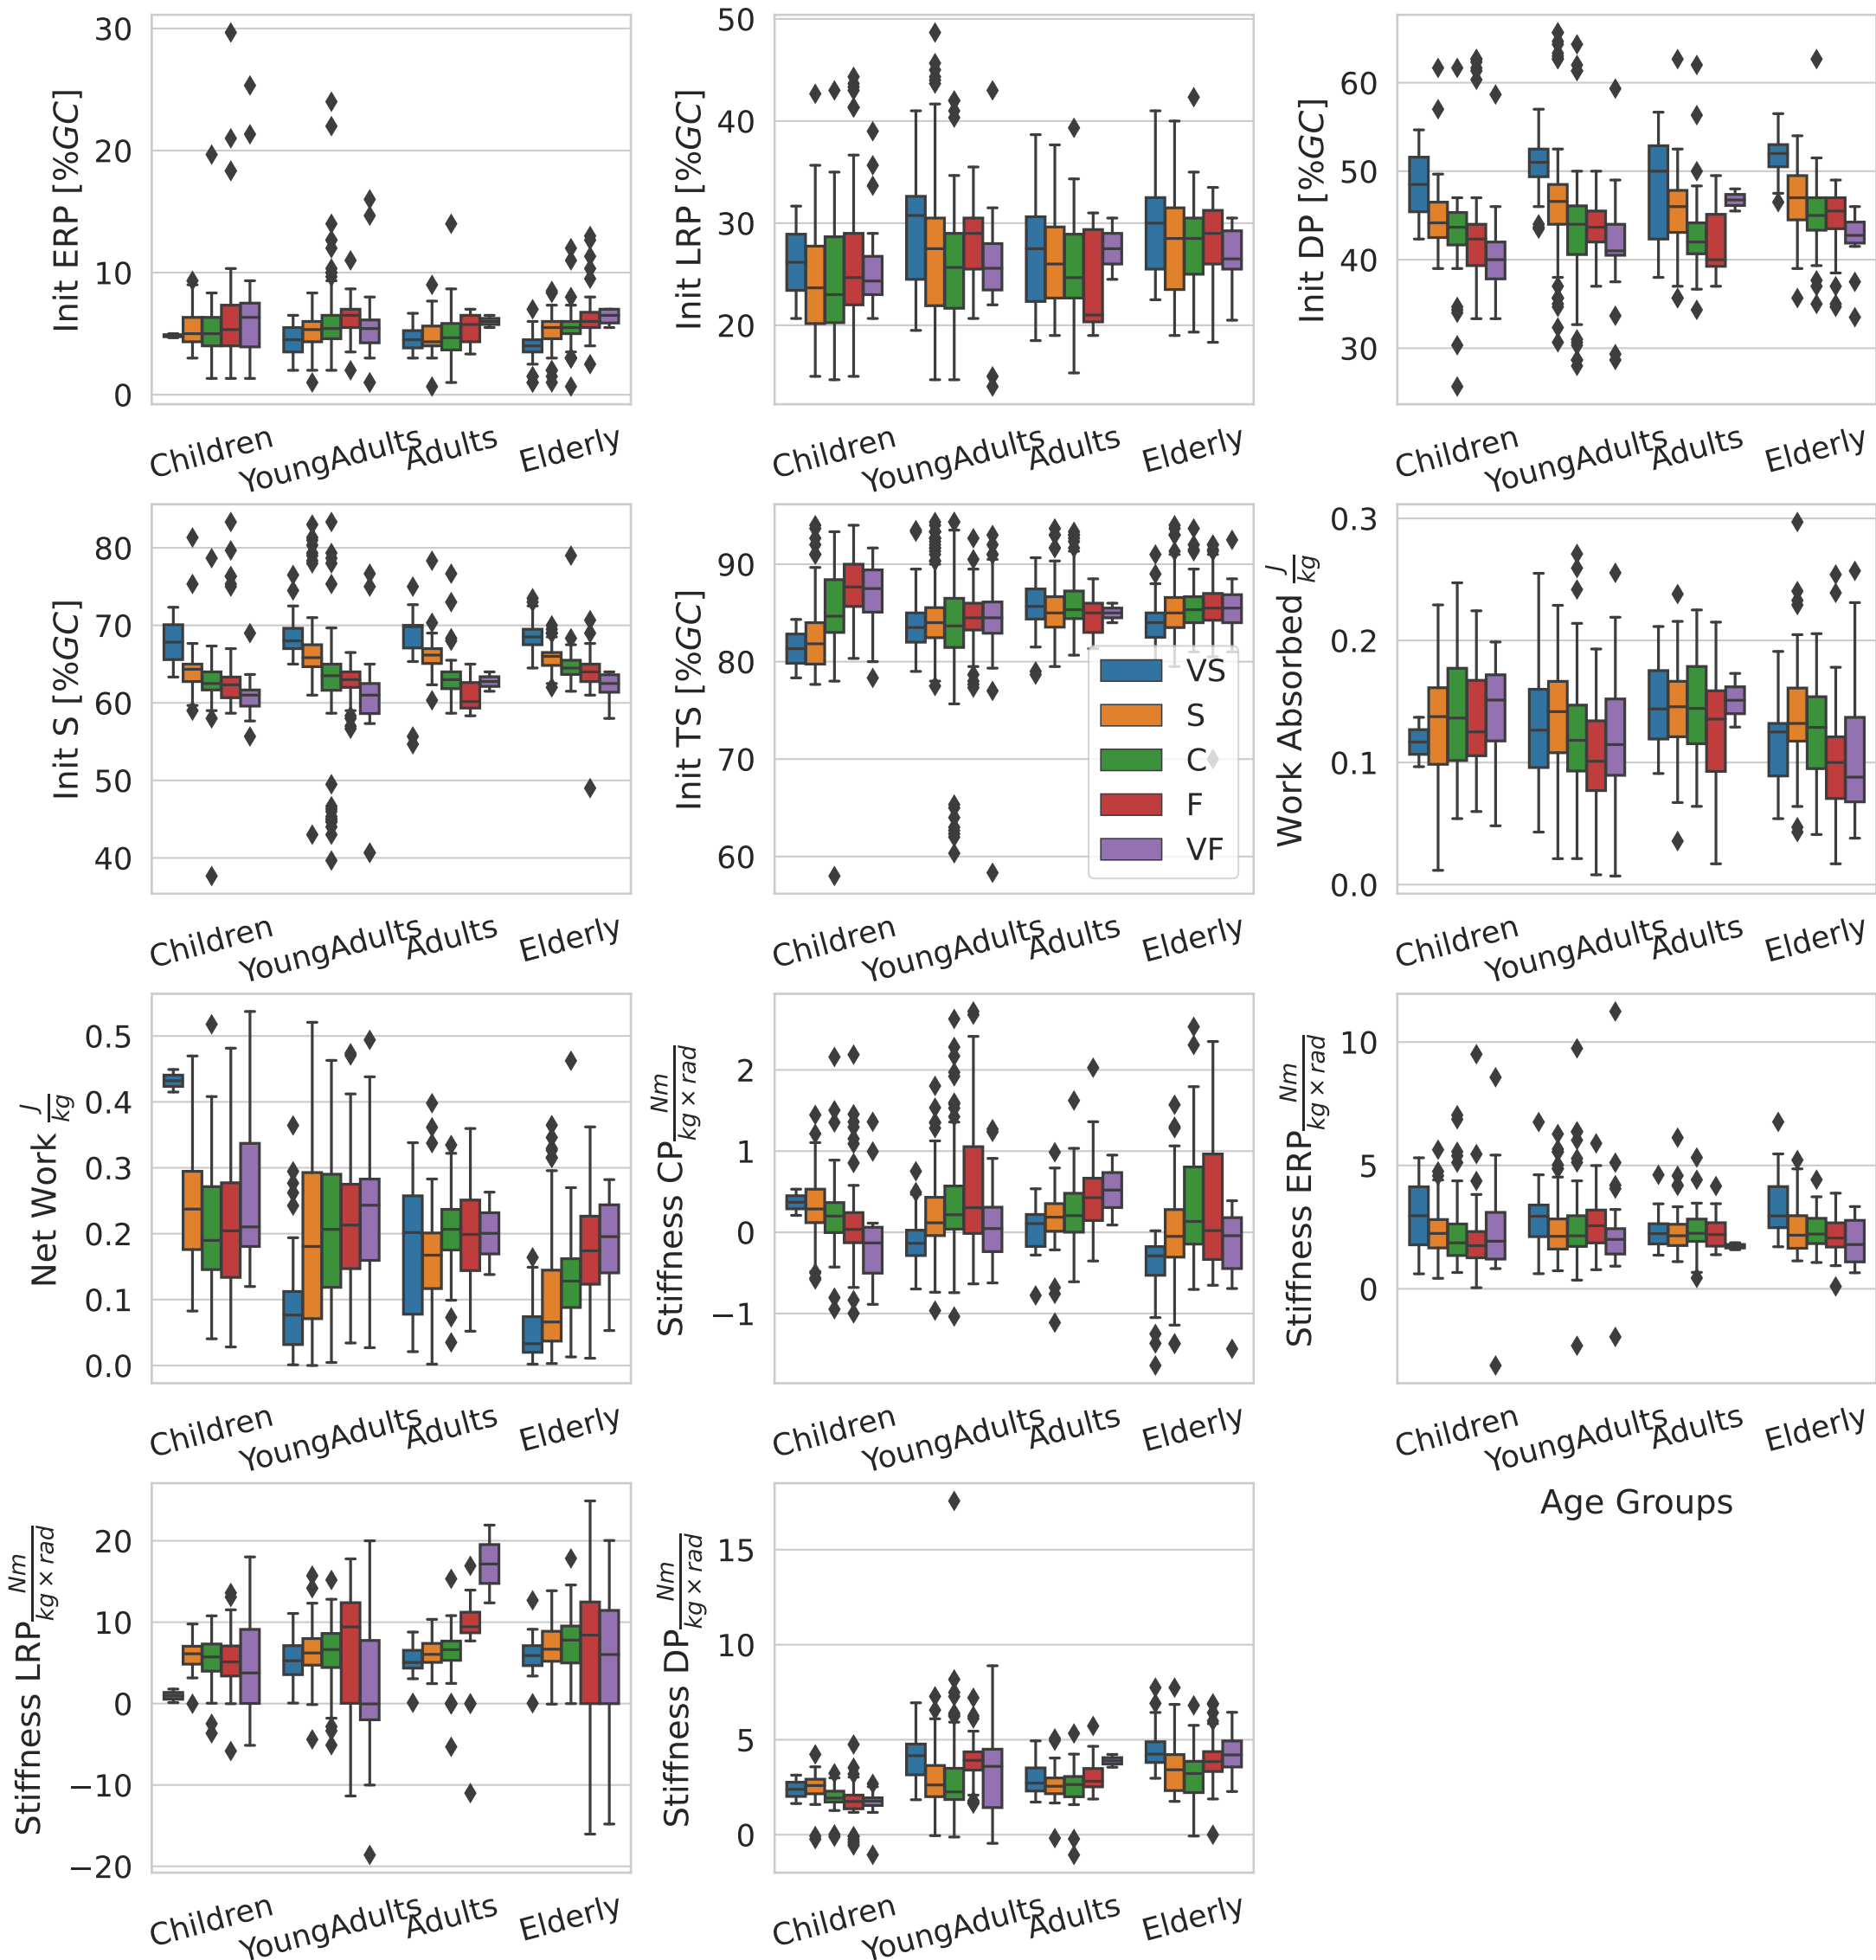 Init ERP [%GC]
30
20
10
0
Children
YoungAdults
Adults
Elderly
Init LRP [%GC]
50
40
30
20
Children
YoungAdults
Adults
Elderly
Init DP [%GC]
60
50
40
30
Children
YoungAdults
Adults
Elderly
Init S [%GC]
80
70
60
50
40
Children
YoungAdults
Adults
Elderly
Init TS [%GC]
90
80
70
60
VS
S
C
F
VF
Children
YoungAdults
Adults
Elderly
Work Absorbed J/kg
0.3
0.2
0.1
0.0
Children
YoungAdults
Adults
Elderly
Net Work J/kg
0.5
0.4
0.3
0.2
0.1
0.0
Children
YoungAdults
Adults
Elderly
Stiffness CP Nm/kg × rad
2
1
0
−1
Children
YoungAdults
Adults
Elderly
Stiffness ERP Nm/kg × rad
10
5
0
Children
YoungAdults
Adults
Elderly
Age Groups
Stiffness LRP Nm/kg × rad
20
10
0
−10
−20
Children
YoungAdults
Adults
Elderly
Stiffness DP Nm/kg × rad
15
10
5
0
Children
YoungAdults
Adults
Elderly